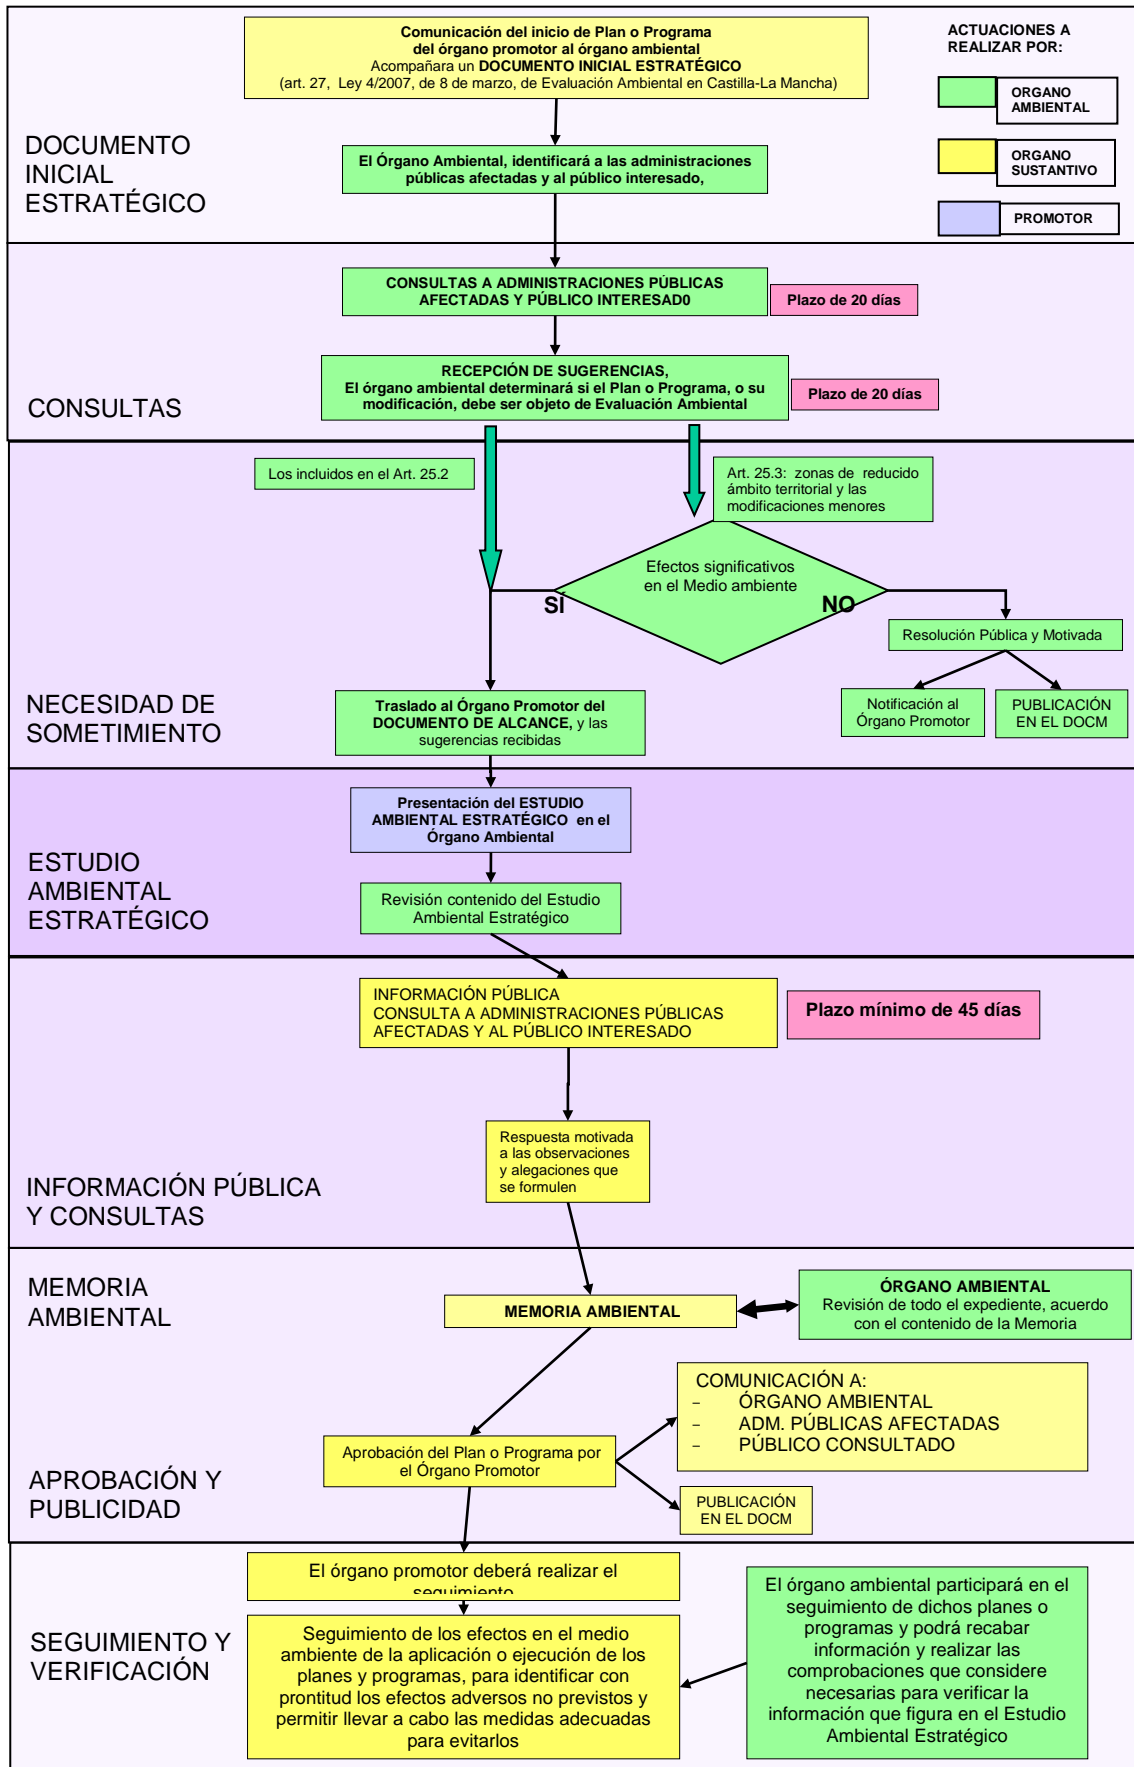 Comunicación del inicio de Plan o Programa
del órgano promotor al órgano ambiental
Acompañara un DOCUMENTO INICIAL ESTRATÉGICO
(art. 27, Ley 4/2007, de 8 de marzo, de Evaluación Ambiental en Castilla-La Mancha)
ACTUACIONES A
REALIZAR POR:
ORGANO
AMBIENTAL
ORGANO
SUSTANTIVO
PROMOTOR
DOCUMENTO
INICIAL
ESTRATÉGICO
El Órgano Ambiental, identificará a las administraciones
públicas afectadas y al público interesado,
CONSULTAS A ADMINISTRACIONES PÚBLICAS
AFECTADAS Y PÚBLICO INTERESAD0
Plazo de 20 días
RECEPCIÓN DE SUGERENCIAS,
El órgano ambiental determinará si el Plan o Programa, o su
modificación, debe ser objeto de Evaluación Ambiental
Plazo de 20 días
CONSULTAS
Los incluidos en el Art. 25.2
Art. 25.3: zonas de reducido
ámbito territorial y las
modificaciones menores
Efectos significativos
en el Medio ambiente
SÍ
NO
Resolución Pública y Motivada
Notificación al
Órgano Promotor
PUBLICACIÓN
EN EL DOCM
NECESIDAD DE
SOMETIMIENTO
Traslado al Órgano Promotor del
DOCUMENTO DE ALCANCE, y las
sugerencias recibidas
Presentación del ESTUDIO
AMBIENTAL ESTRATÉGICO en el
Órgano Ambiental
ESTUDIO
AMBIENTAL
ESTRATÉGICO
Revisión contenido del Estudio
Ambiental Estratégico
INFORMACIÓN PÚBLICA
CONSULTA A ADMINISTRACIONES PÚBLICAS
AFECTADAS Y AL PÚBLICO INTERESADO
Plazo mínimo de 45 días
Respuesta motivada
a las observaciones
y alegaciones que
se formulen
INFORMACIÓN PÚBLICA
Y CONSULTAS
MEMORIA
AMBIENTAL
MEMORIA AMBIENTAL
ÓRGANO AMBIENTAL
Revisión de todo el expediente, acuerdo
con el contenido de la Memoria
COMUNICACIÓN A:
- ÓRGANO AMBIENTAL
- ADM. PÚBLICAS AFECTADAS
- PÚBLICO CONSULTADO
Aprobación del Plan o Programa por
el Órgano Promotor
APROBACIÓN Y
PUBLICIDAD
PUBLICACIÓN
EN EL DOCM
El órgano promotor deberá realizar el
seguimiento
SEGUIMIENTO Y
VERIFICACIÓN
Seguimiento de los efectos en el medio
ambiente de la aplicación o ejecución de los
planes y programas, para identificar con
prontitud los efectos adversos no previstos y
permitir llevar a cabo las medidas adecuadas
para evitarlos
El órgano ambiental participará en el
seguimiento de dichos planes o
programas y podrá recabar
información y realizar las
comprobaciones que considere
necesarias para verificar la
información que figura en el Estudio
Ambiental Estratégico